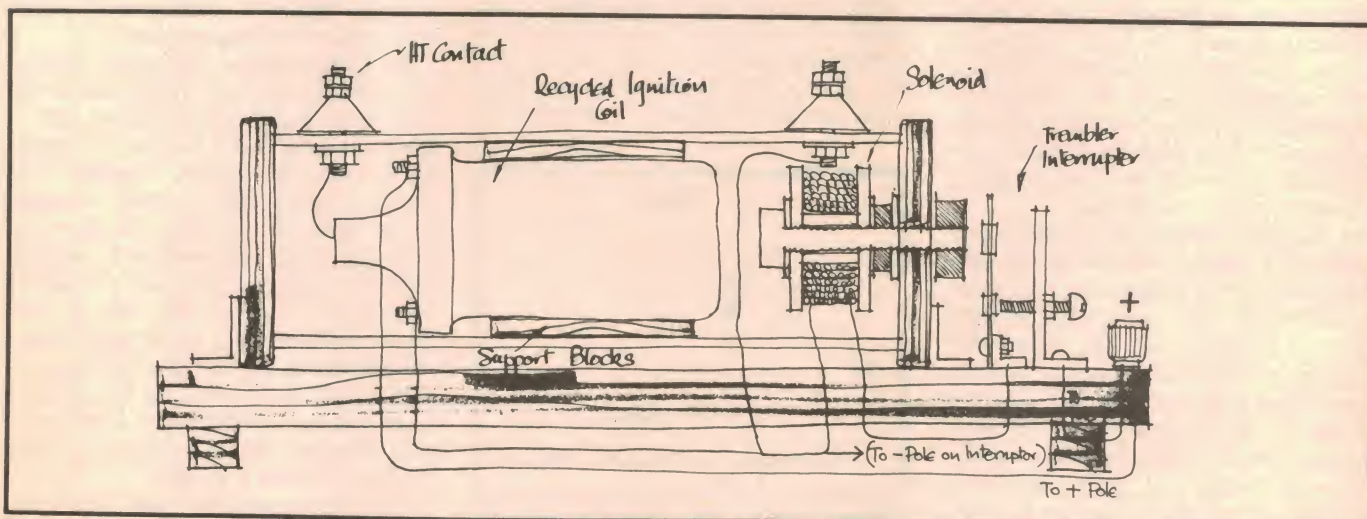 HT Contact
Recycled Ignition
Coil
Solenoid
Trembler
Interrupter
+
Support Blocks
(To - Pole on Interruptor)
To + Pole